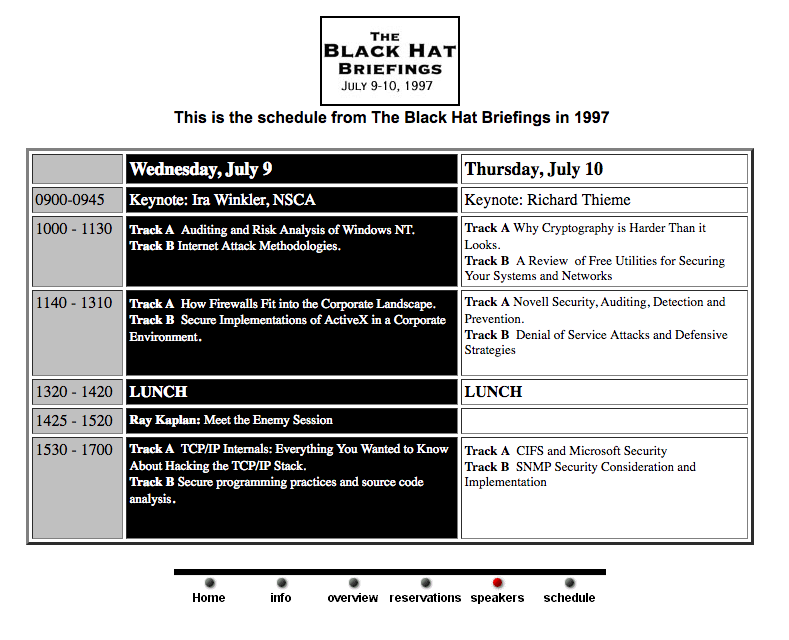 THE
BLACK HAT
BRIEFINGS
JULY 9-10, 1997
This is the schedule from The Black Hat Briefings in 1997
Wednesday, July 9
Thursday, July 10
0900-0945
Keynote: Ira Winkler, NSCA
Keynote: Richard Thieme
1000 - 1130
Track A  Auditing and Risk Analysis of Windows NT.
Track B Internet Attack Methodologies.
Track A Why Cryptography is Harder Than it
Looks.
Track B  A Review  of Free Utilities for Securing
Your Systems and Networks
1140 - 1310
Track A  How Firewalls Fit into the Corporate Landscape.
Track B  Secure Implementations of ActiveX in a Corporate
Environment.
Track A Novell Security, Auditing, Detection and
Prevention.
Track B  Denial of Service Attacks and Defensive
Strategies
1320 - 1420
LUNCH
LUNCH
1425 - 1520
Ray Kaplan: Meet the Enemy Session
1530 - 1700
Track A  TCP/IP Internals: Everything You Wanted to Know
About Hacking the TCP/IP Stack.
Track B Secure programming practices and source code
analysis.
Track A  CIFS and Microsoft Security
Track B  SNMP Security Consideration and
Implementation
Home
info
overview
reservations
speakers
schedule